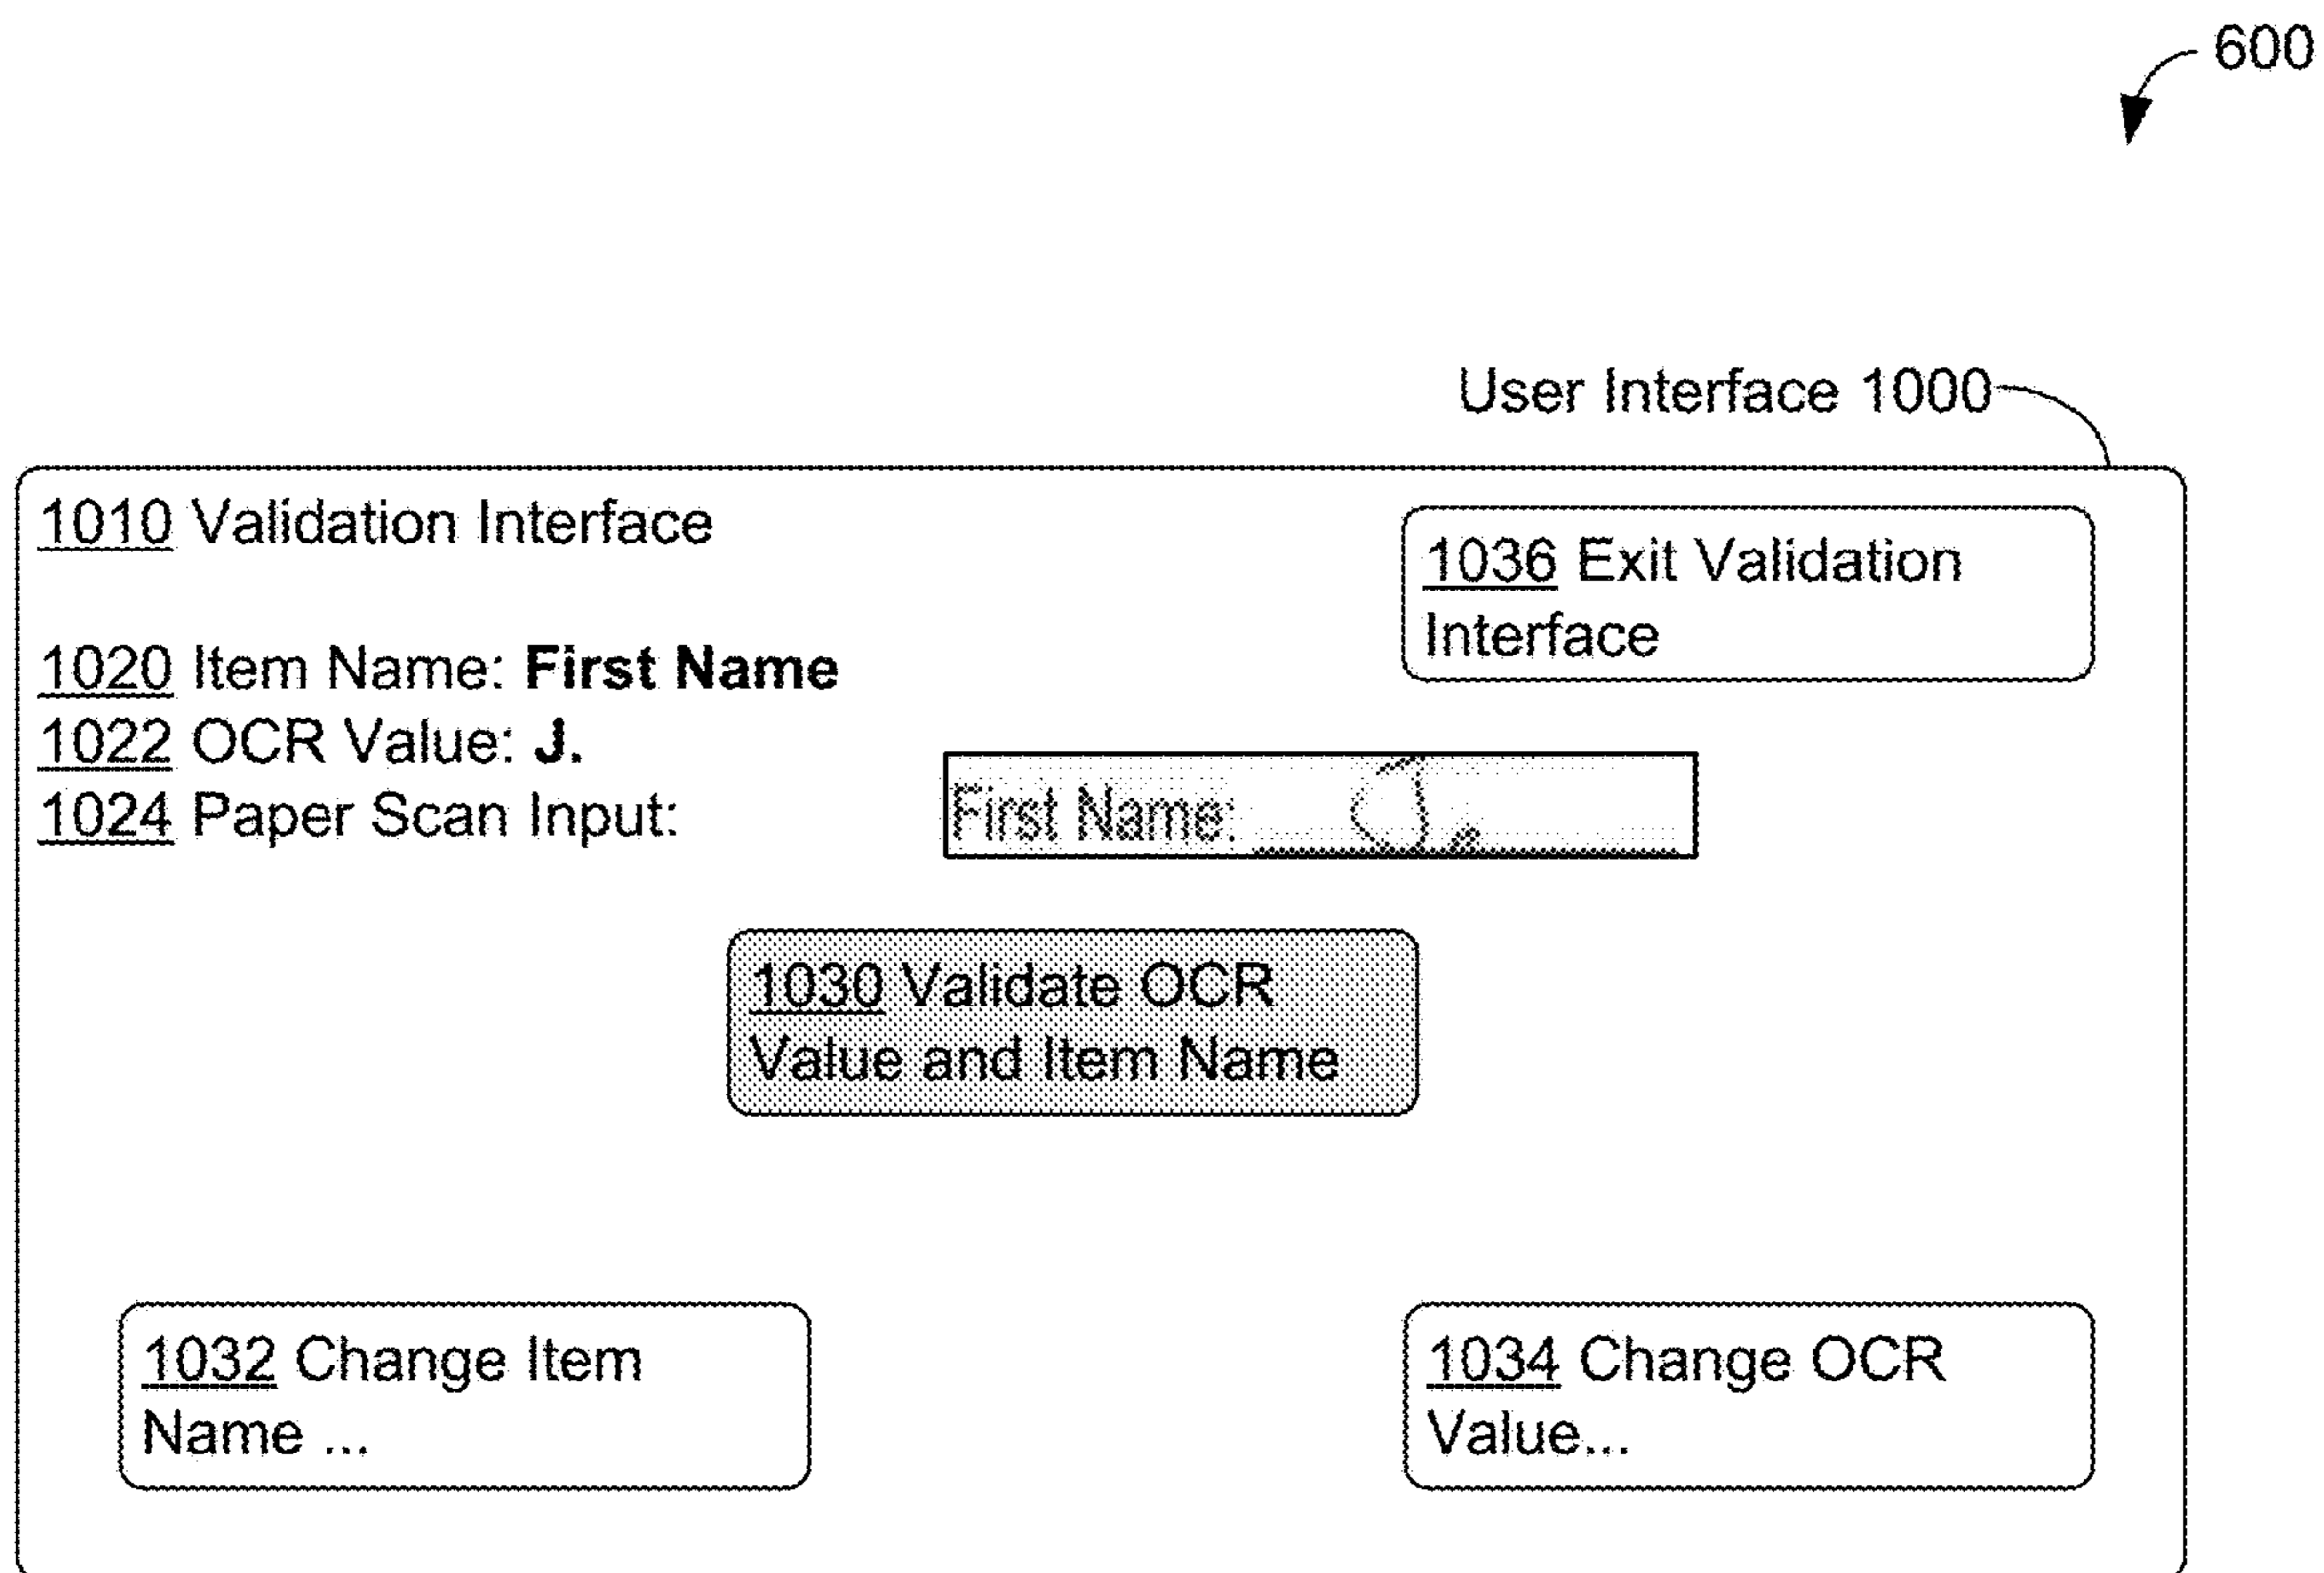 600
User Interface 1000
1010 Validation Interface
1036 Exit Validation
Interface
1020 Item Name: First Name
1022 OCR Value: J.
1024 Paper Scan Input:
First Name: J.
1030 Validate OCR
Value and Item Name
1032 Change Item
Name ...
1034 Change OCR
Value...